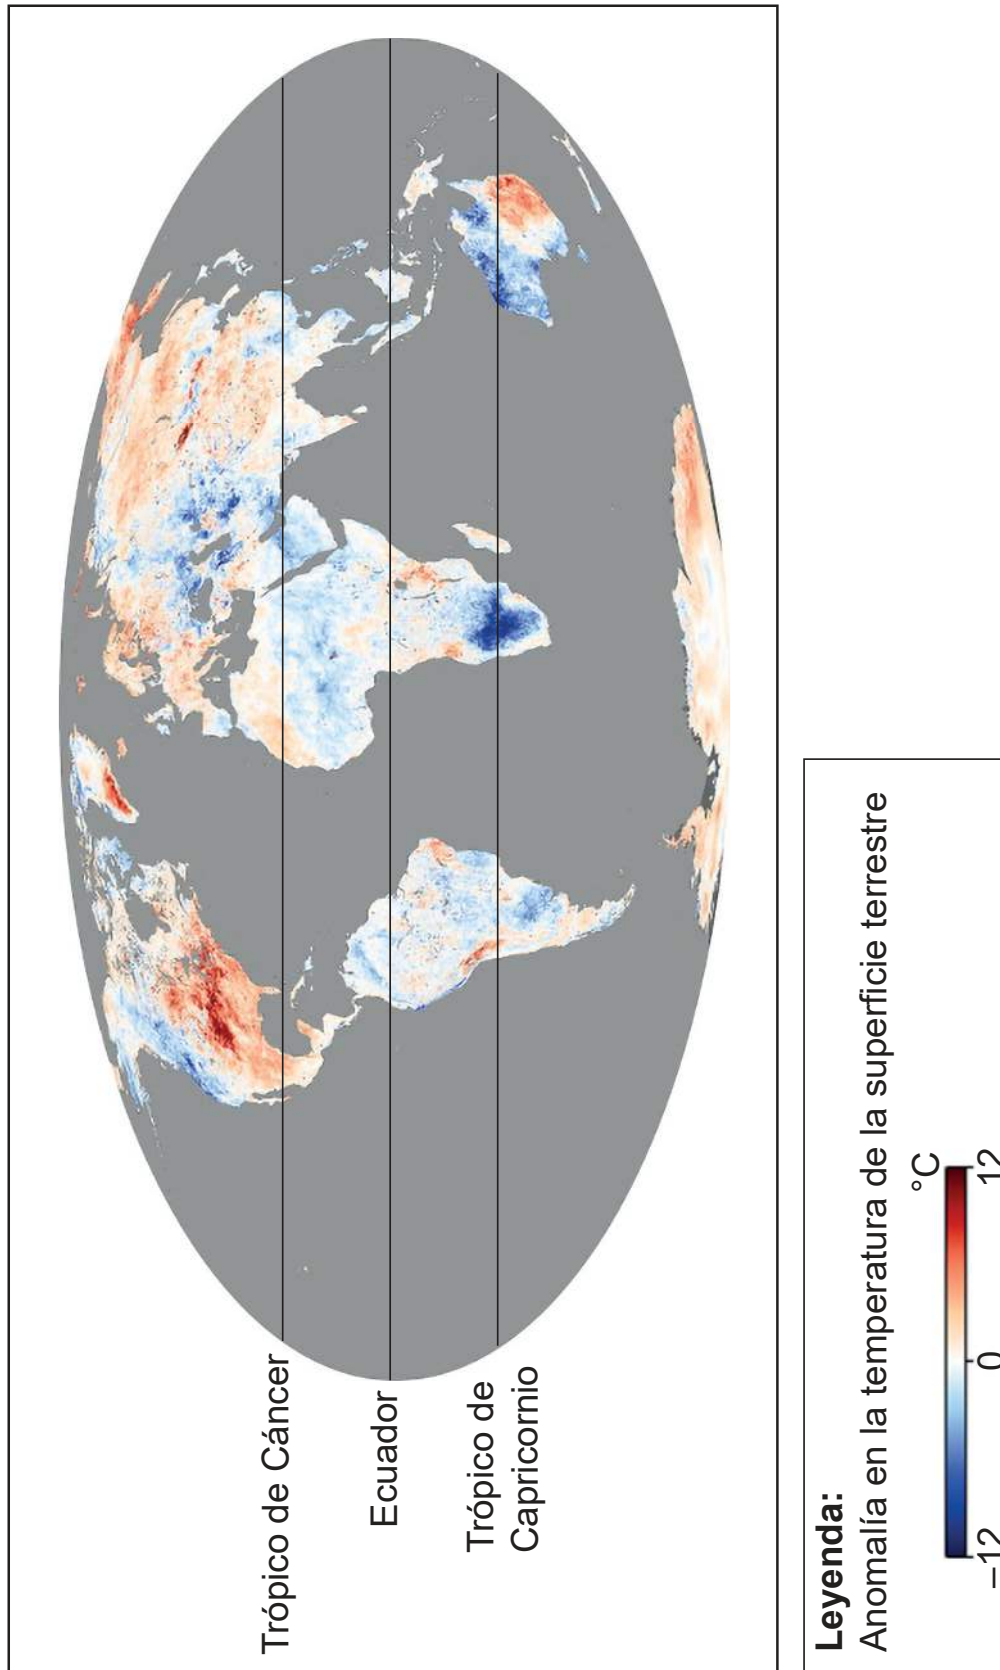 Trópico de Cáncer
Ecuador
Trópico de
Capricornio
Leyenda:
Anomalía en la temperatura de la superficie terrestre
°C
–12 0 12